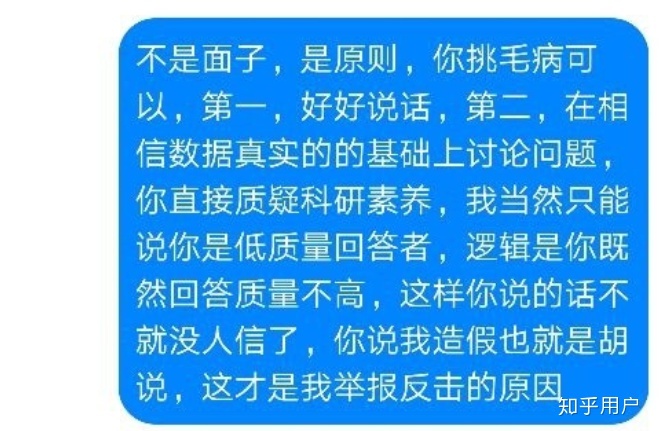 不是面子，是原则，你挑毛病可
以，第一，好好说话，第二，在相
信数据真实的的基础上讨论问题，
你直接质疑科研素养，我当然只能
说你是低质量回答者，逻辑是你既
然回答质量不高，这样你说的话不
就没人信了，你说我造假也就是胡
说，这才是我举报反击的原因
知乎用户